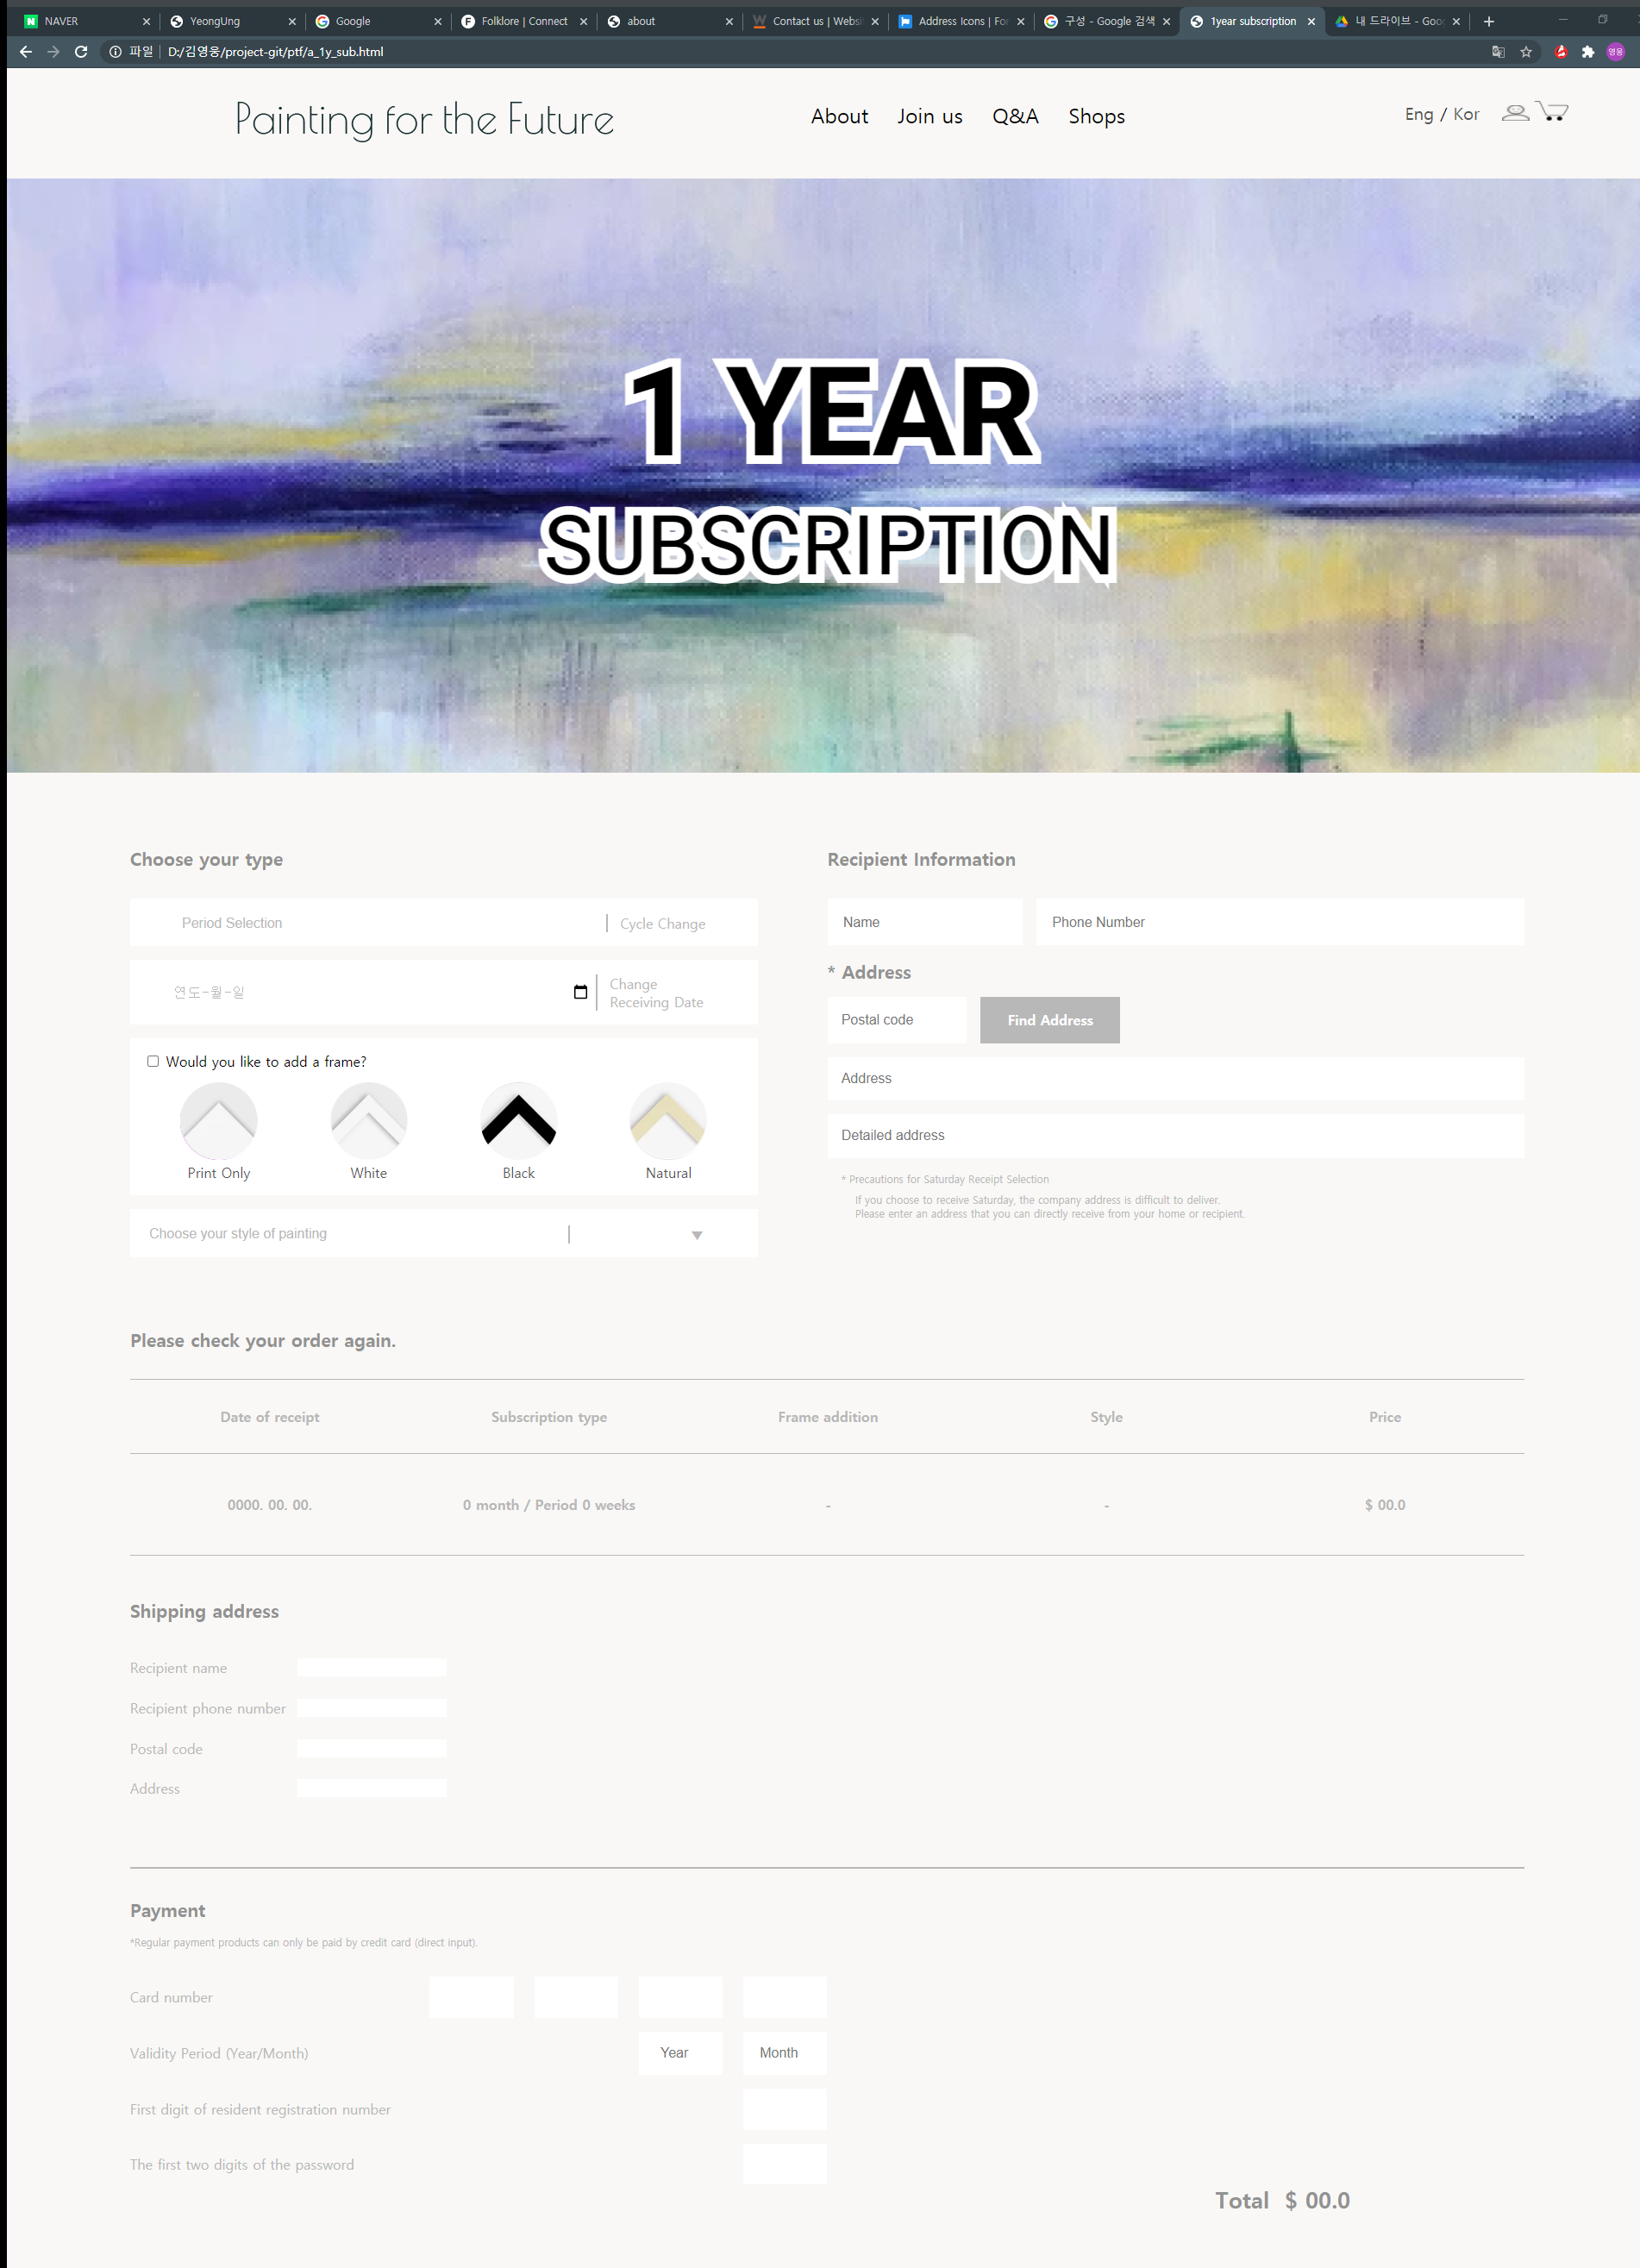 NAVER
YeongUng
Google
Folklore | Connect
about
Contact us | Websi
Address Icons | Fo
구성 - Google 검색
1year subscription
내 드라이브 - Goo
파일 | D:/김영웅/project-git/ptf/a_1y_sub.html
영웅
Painting for the Future
About Join us Q&A Shops
Eng / Kor
1 YEAR
SUBSCRIPTION
Choose your type
Period Selection
Cycle Change
연도-월-일
Change
Receiving Date
Would you like to add a frame?
Print Only White Black Natural
Choose your style of painting
Recipient Information
Name
Phone Number
* Address
Postal code
Find Address
Address
Detailed address
* Precautions for Saturday Receipt Selection
If you choose to receive Saturday, the company address is difficult to deliver.
Please enter an address that you can directly receive from your home or recipient.
Please check your order again.
Date of receipt Subscription type Frame addition Style Price
0000. 00. 00. 0 month / Period 0 weeks - - $ 00.0
Shipping address
Recipient name
Recipient phone number
Postal code
Address
Payment
*Regular payment products can only be paid by credit card (direct input).
Card number
Validity Period (Year/Month) Year Month
First digit of resident registration number
The first two digits of the password
Total $ 00.0